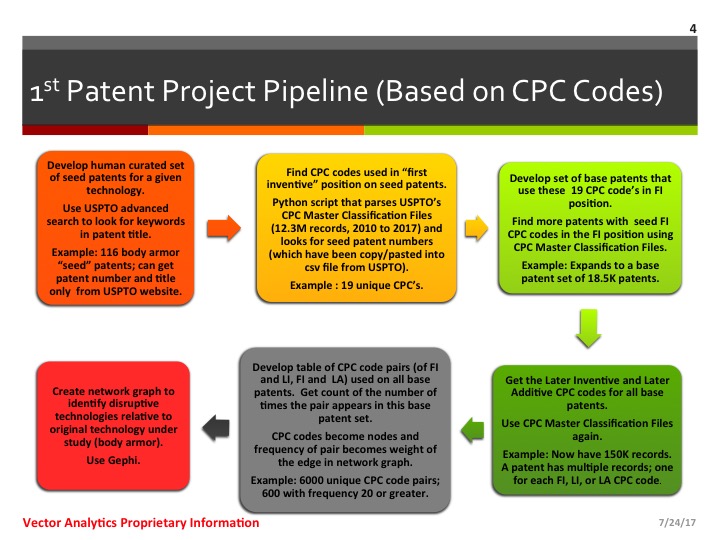 4
1st Patent Project Pipeline (Based on CPC Codes)
Develop human curated set
of seed patents for a given
technology.
Use USPTO advanced
search to look for keywords
in patent title.
Example: 116 body armor
“seed” patents; can get
patent number and title
only from USPTO website.
Find CPC codes used in “first
inventive” position on seed patents.
Python script that parses USPTO’s
CPC Master Classification Files
(12.3M records, 2010 to 2017) and
looks for seed patent numbers
(which have been copy/pasted into
csv file from USPTO).
Example : 19 unique CPC’s.
Develop set of base patents that
use these 19 CPC code’s in FI
position.
Find more patents with seed FI
CPC codes in the FI position using
CPC Master Classification Files.
Example: Expands to a base
patent set of 18.5K patents.
Get the Later Inventive and Later
Additive CPC codes for all base
patents.
Use CPC Master Classification Files
again.
Example: Now have 150K records.
A patent has multiple records; one
for each FI, LI, or LA CPC code.
Develop table of CPC code pairs (of FI
and LI, FI and LA) used on all base
patents. Get count of the number of
times the pair appears in this base
patent set.
CPC codes become nodes and
frequency of pair becomes weight of
the edge in network graph.
Example: 6000 unique CPC code pairs;
600 with frequency 20 or greater.
Create network graph to
identify disruptive
technologies relative to
original technology under
study (body armor).
Use Gephi.
Vector Analytics Proprietary Information
7/24/17